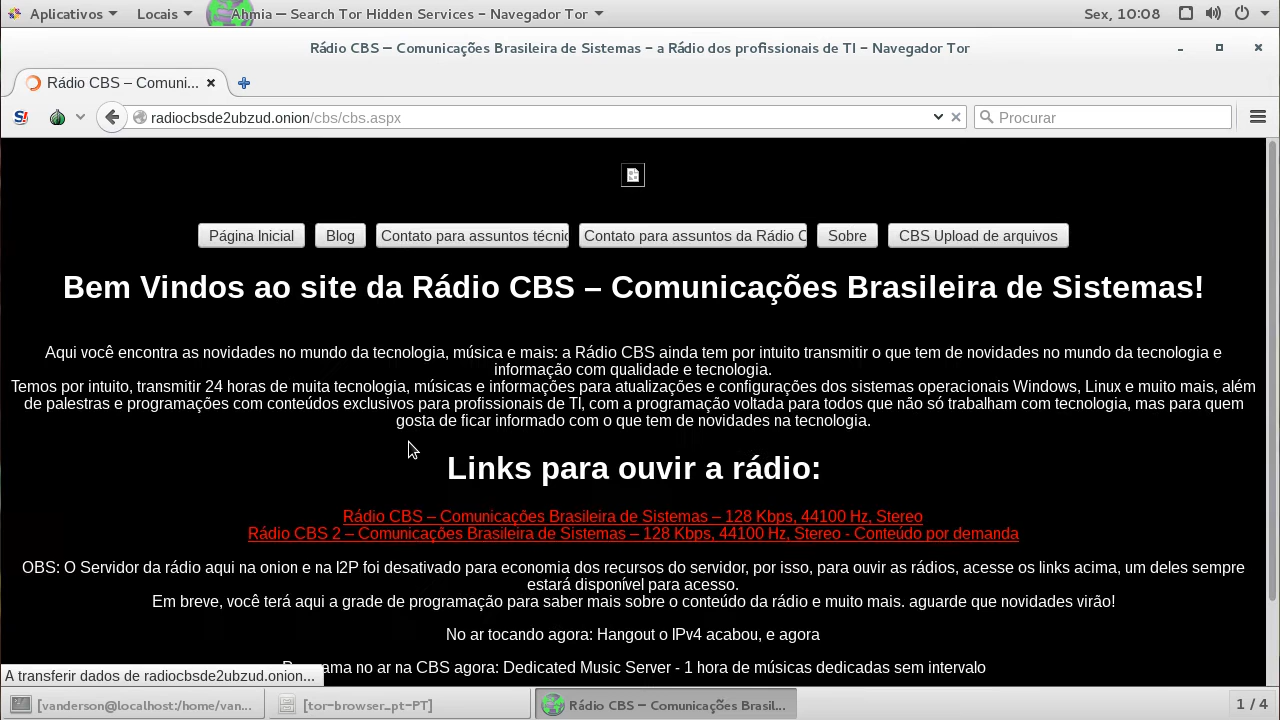 Aplicativos Locais Ahmia — Search Tor Hidden Services - Navegador Tor Sex, 10:08
Rádio CBS — Comunicações Brasileira de Sistemas - a Rádio dos profissionais de TI - Navegador Tor
Rádio CBS – Comuni...
S!
radiocbsde2ubzud.onion/cbs/cbs.aspx Procurar
Página Inicial Blog Contato para assuntos técnic Contato para assuntos da Rádio C Sobre CBS Upload de arquivos
Bem Vindos ao site da Rádio CBS – Comunicações Brasileira de Sistemas!
Aqui você encontra as novidades no mundo da tecnologia, música e mais: a Rádio CBS ainda tem por intuito transmitir o que tem de novidades no mundo da tecnologia e
informação com qualidade e tecnologia.
Temos por intuito, transmitir 24 horas de muita tecnologia, músicas e informações para atualizações e configurações dos sistemas operacionais Windows, Linux e muito mais, além
de palestras e programações com conteúdos exclusivos para profissionais de TI, com a programação voltada para todos que não só trabalham com tecnologia, mas para quem
gosta de ficar informado com o que tem de novidades na tecnologia.
Links para ouvir a rádio:
Rádio CBS – Comunicações Brasileira de Sistemas – 128 Kbps, 44100 Hz, Stereo
Rádio CBS 2 – Comunicações Brasileira de Sistemas – 128 Kbps, 44100 Hz, Stereo - Conteúdo por demanda
OBS: O Servidor da rádio aqui na onion e na I2P foi desativado para economia dos recursos do servidor, por isso, para ouvir as rádios, acesse os links acima, um deles sempre
estará disponível para acesso.
Em breve, você terá aqui a grade de programação para saber mais sobre o conteúdo da rádio e muito mais. aguarde que novidades virão!
No ar tocando agora: Hangout o IPv4 acabou, e agora
ama no ar na CBS agora: Dedicated Music Server - 1 hora de músicas dedicadas sem intervalo
A transferir dados de radiocbsde2ubzud.onion...
[vanderson@localhost:/home/van... [tor-browser_pt-PT] Rádio CBS — Comunicações Brasil... 1 / 4